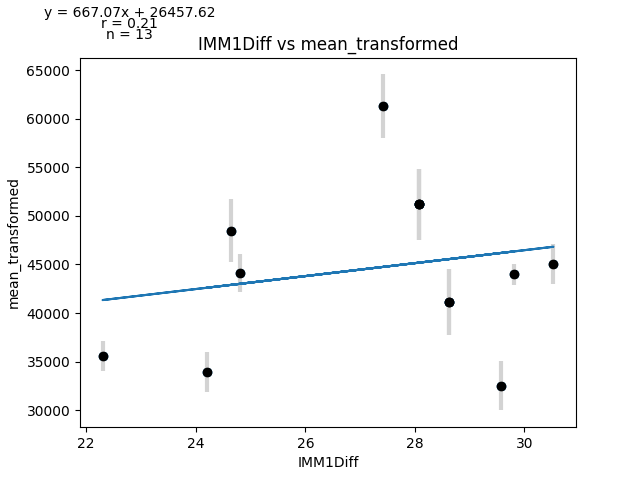 y = 667.07x + 26457.62
r = 0.21
n = 13
IMM1Diff vs mean_transformed
65000
60000
55000
50000
45000
40000
35000
30000
mean_transformed
22 24 26 28 30
IMM1Diff